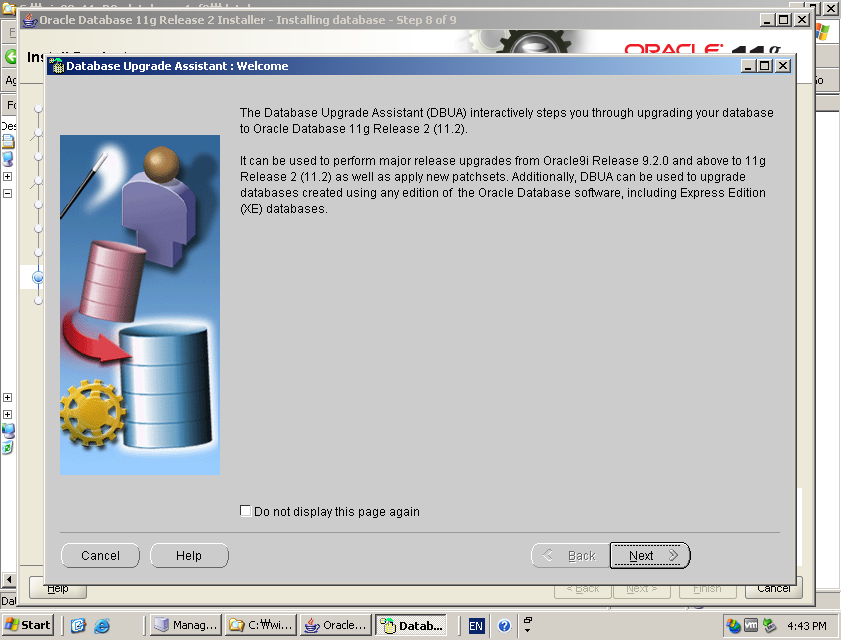 Oracle Database 11g Release 2 Installer - Installing database - Step 8 of 9
ORACLE 11g
Database Upgrade Assistant : Welcome
The Database Upgrade Assistant (DBUA) interactively steps you through upgrading your database
to Oracle Database 11g Release 2 (11.2).
It can be used to perform major release upgrades from Oracle9i Release 9.2.0 and above to 11g
Release 2 (11.2) as well as apply new patchsets. Additionally, DBUA can be used to upgrade
databases created using any edition of the Oracle Database software, including Express Edition
(XE) databases.
Do not display this page again
Cancel Help Back Next
Help < Back Next > Finish Cancel
Start Manag... C:₩wi... Oracle... Datab... EN 4:43 PM